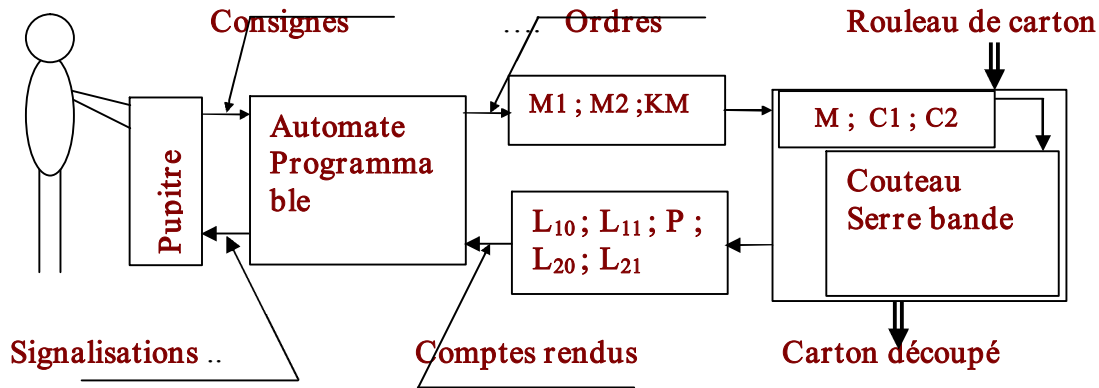 Consignes
.... Ordres
Rouleau de carton
Pupitre
Automate
Programma
ble
M1 ; M2 ;KM
M ; C1 ; C2
Couteau
Serre bande
L10 ; L11 ; P ;
L20 ; L21
Signalisations ..
Comptes rendus
Carton découpé